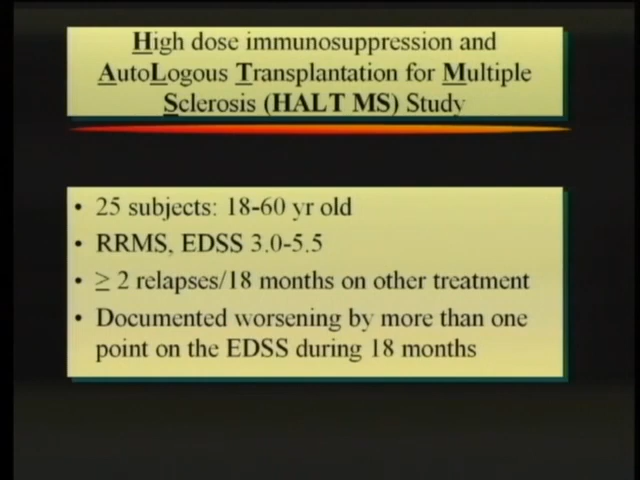 High dose immunosuppression and
AutoLogous Transplantation for Multiple
Sclerosis (HALT MS) Study
• 25 subjects: 18-60 yr old
• RRMS, EDSS 3.0-5.5
• ≥ 2 relapses/18 months on other treatment
• Documented worsening by more than one
point on the EDSS during 18 months